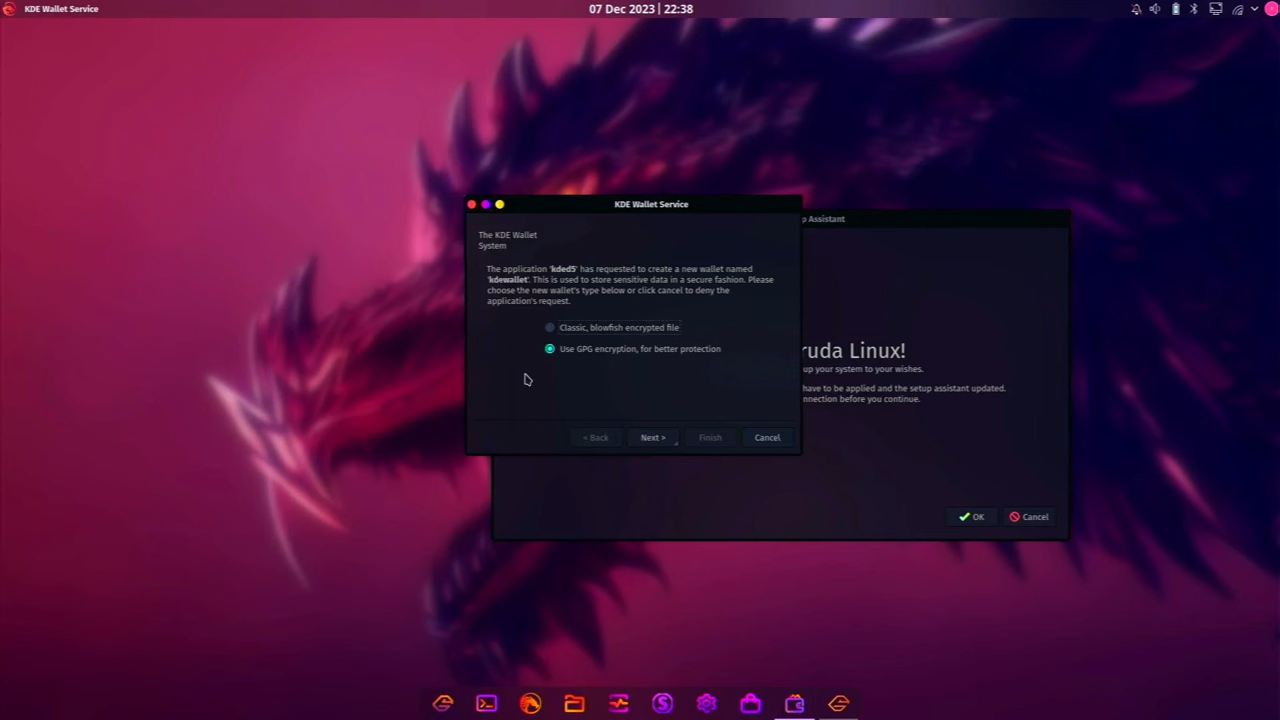 KDE Wallet Service
07 Dec 2023 | 22:38
KDE Wallet Service
p Assistant
The KDE Wallet
System
The application 'kded5' has requested to create a new wallet named
'kdewallet'. This is used to store sensitive data in a secure fashion. Please
choose the new wallet's type below or click cancel to deny the
application's request.
Classic, blowfish encrypted file
Use GPG encryption, for better protection
< Back
Next >
Finish
Cancel
ruda Linux!
up your system to your wishes.
have to be applied and the setup assistant updated.
nnection before you continue.
OK
Cancel